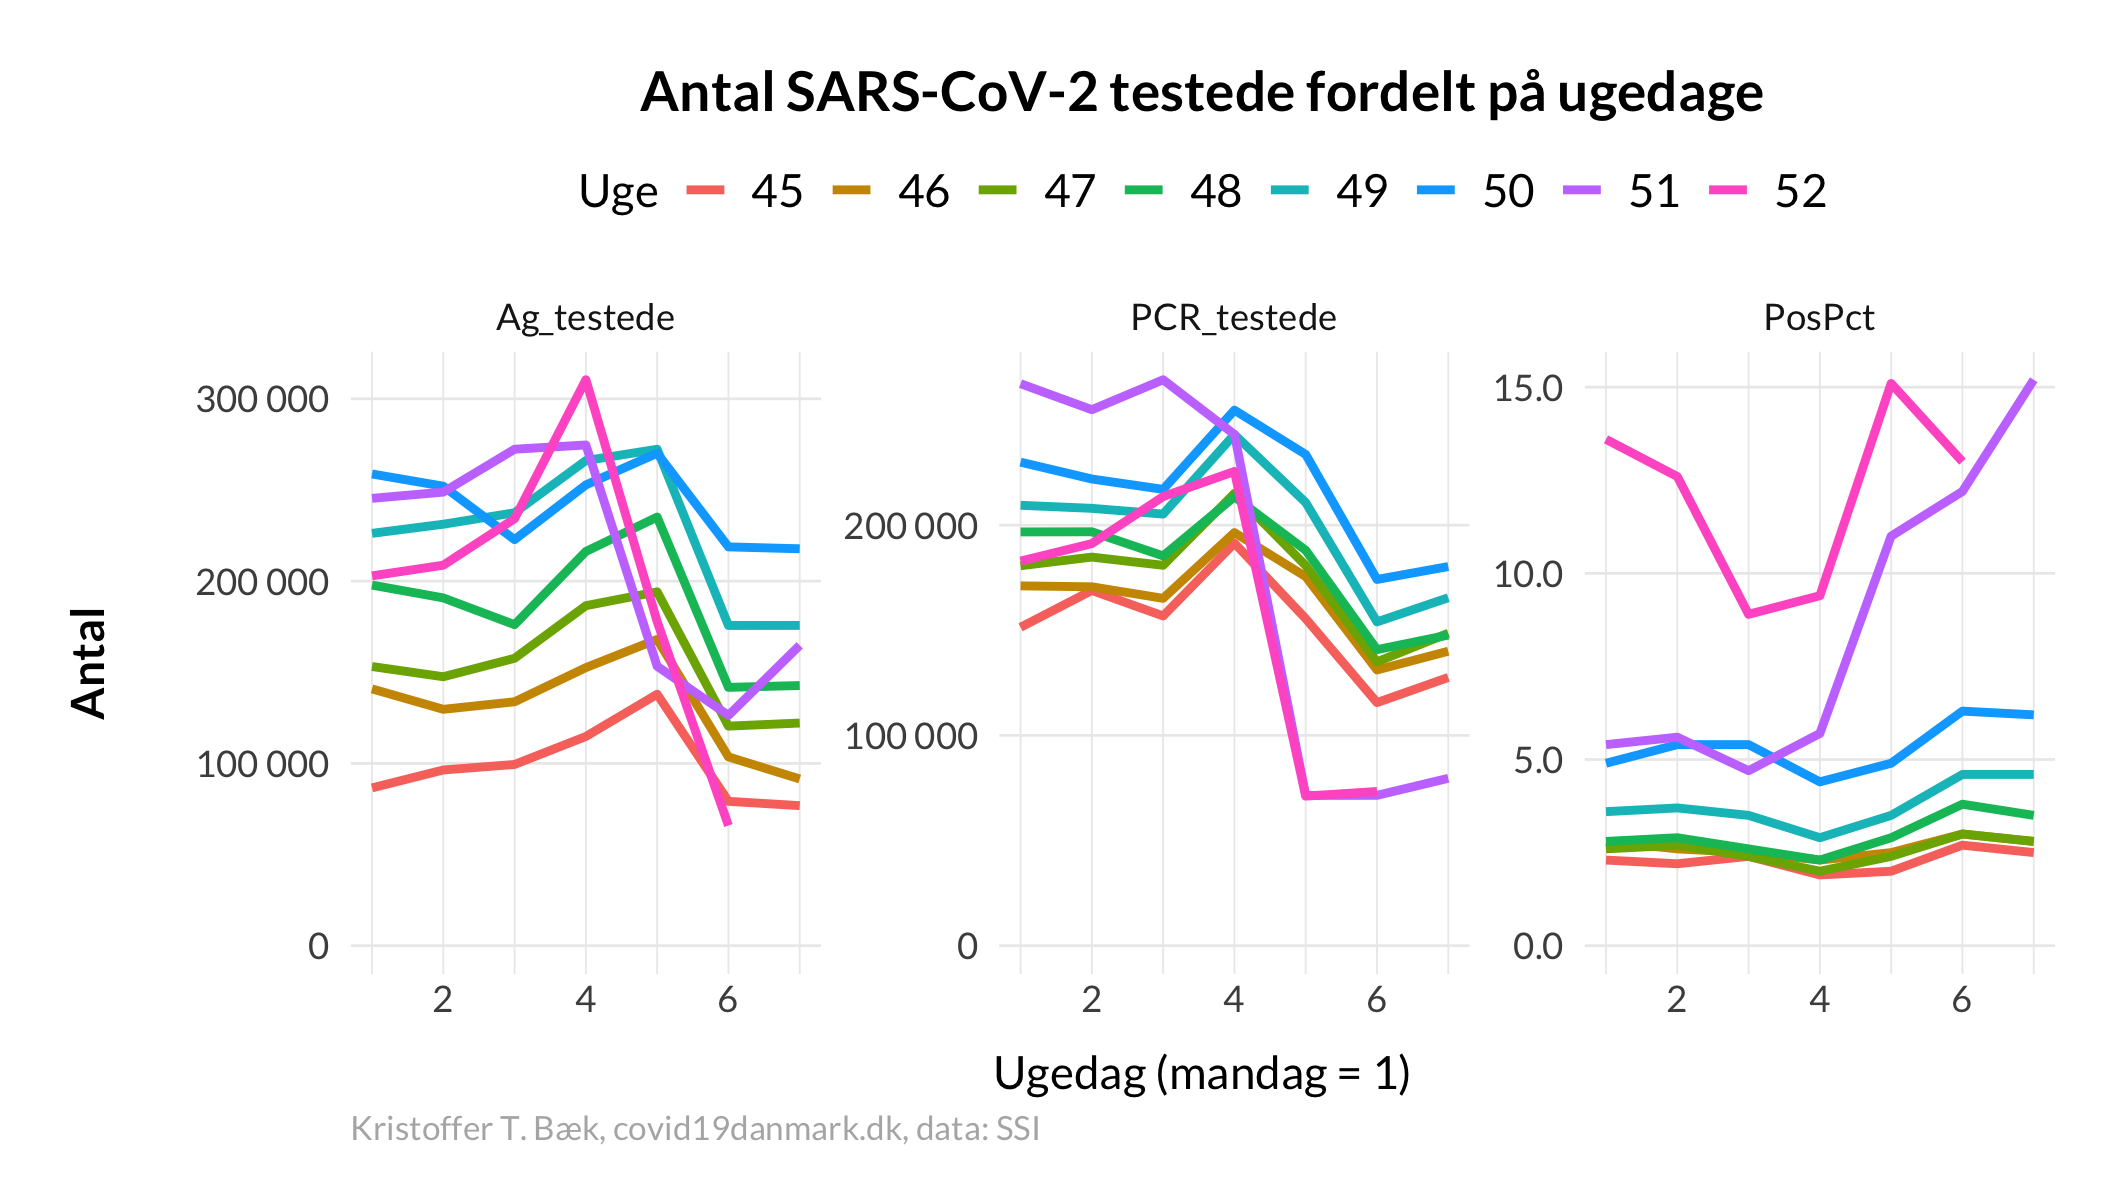 Antal SARS-CoV-2 testede fordelt på ugedage
Uge 45 46 47 48 49 50 51 52
Ag_testede PCR_testede PosPct
Antal
300 000
200 000
100 000
0
2 4 6
200 000
100 000
0
2 4 6
15.0
10.0
5.0
0.0
2 4 6
Ugedag (mandag = 1)
Kristoffer T. Bæk, covid19danmark.dk, data: SSI